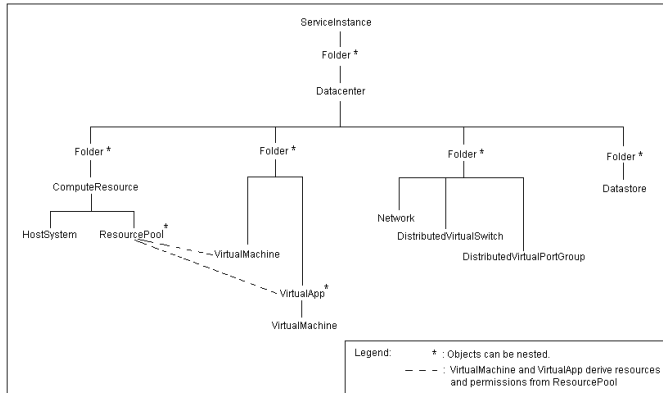 ServiceInstance
Folder *
Datacenter
Folder * Folder * Folder * Folder *
ComputeResource Datastore
Network
HostSystem ResourcePool * DistributedVirtualSwitch
VirtualMachine DistributedVirtualPortGroup
VirtualApp *
VirtualMachine
Legend: * : Objects can be nested.
: VirtualMachine and VirtualApp derive resources
and permissions from ResourcePool